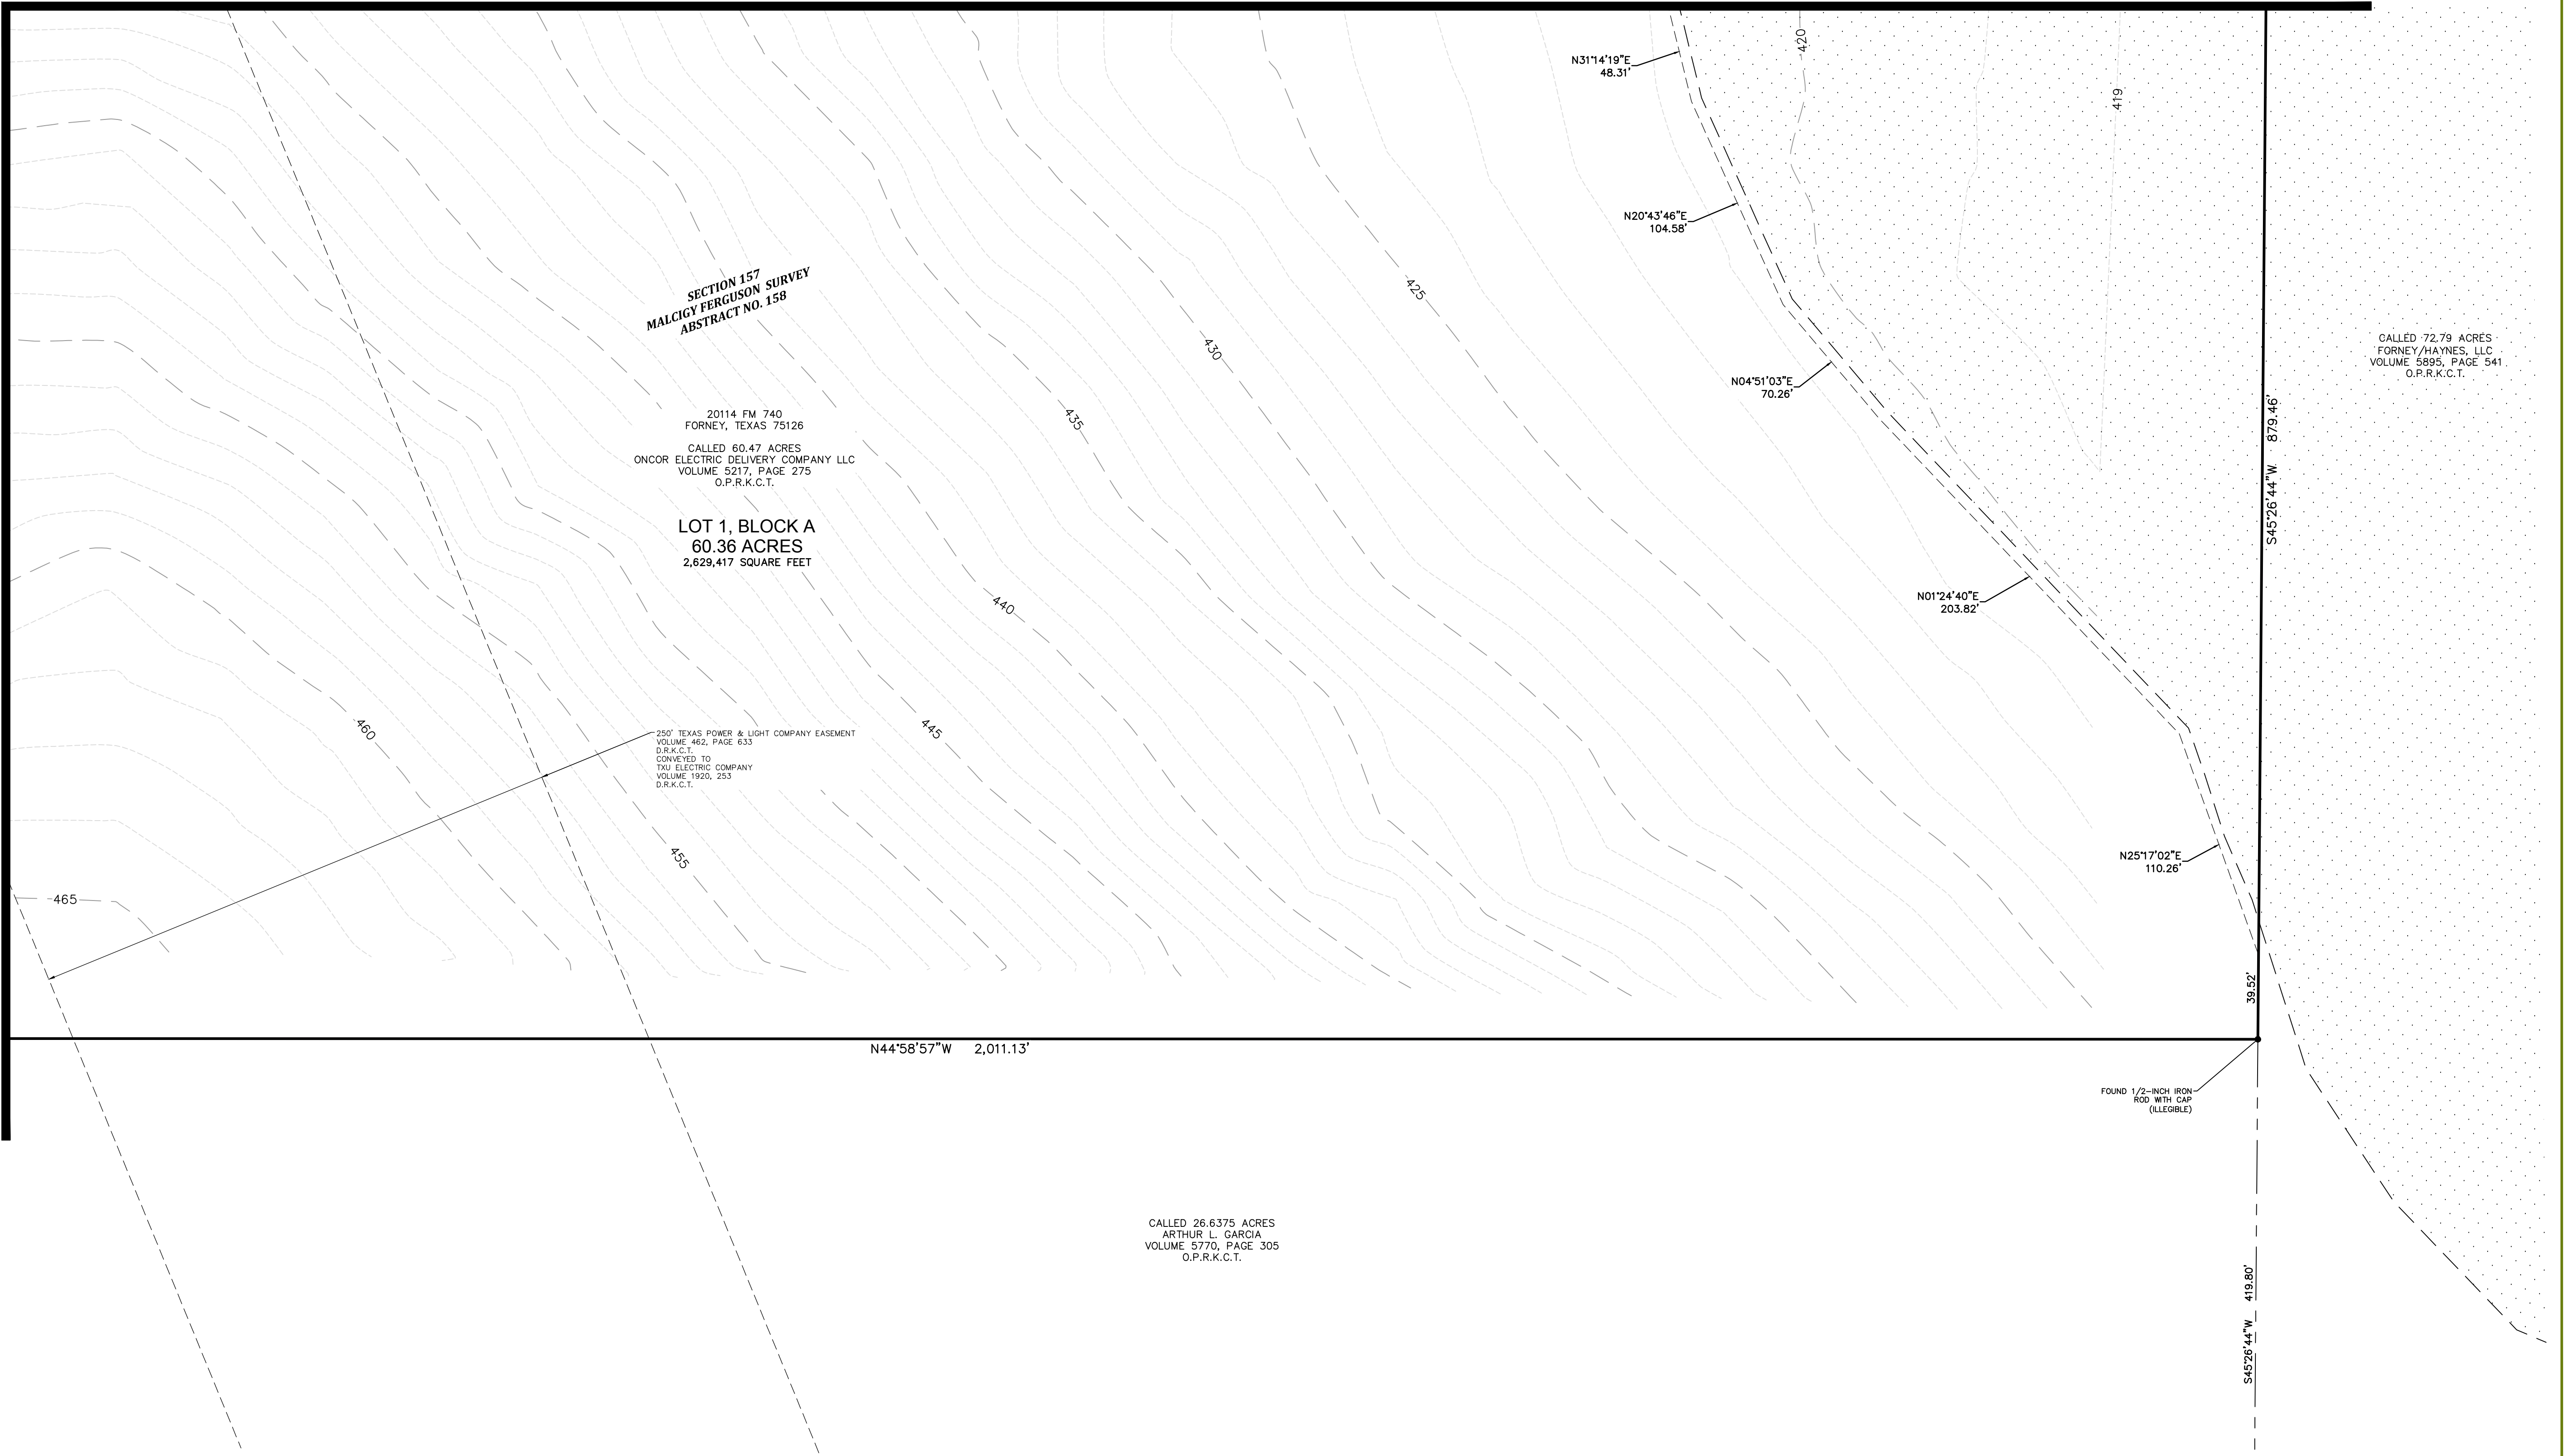 420
N31°14'19"E
48.31'
419
N20°43'46"E
104.58'
SECTION 157
MALCIGY FERGUSON SURVEY
ABSTRACT NO. 158
425
430
CALLED 72.79 ACRES
FORNEY/HAYNES, LLC
VOLUME 5895, PAGE 541
O.P.R.K.C.T.
N04°51'03"E
70.26'
20114 FM 740
FORNEY, TEXAS 75126
CALLED 60.47 ACRES
ONCOR ELECTRIC DELIVERY COMPANY LLC
VOLUME 5217, PAGE 275
O.P.R.K.C.T.
435
S45°26'44"W 879.46'
LOT 1, BLOCK A
60.36 ACRES
2,629,417 SQUARE FEET
440
N01°24'40"E
203.82'
460
445
250' TEXAS POWER & LIGHT COMPANY EASEMENT
VOLUME 462, PAGE 633
D.R.K.C.T.
CONVEYED TO
TXU ELECTRIC COMPANY
VOLUME 1920, 253
D.R.K.C.T.
455
N25°17'02"E
110.26'
465
39.52'
N44°58'57"W 2,011.13'
FOUND 1/2-INCH IRON
ROD WITH CAP
(ILLEGIBLE)
CALLED 26.6375 ACRES
ARTHUR L. GARCIA
VOLUME 5770, PAGE 305
O.P.R.K.C.T.
S45°26'44"W 419.80'